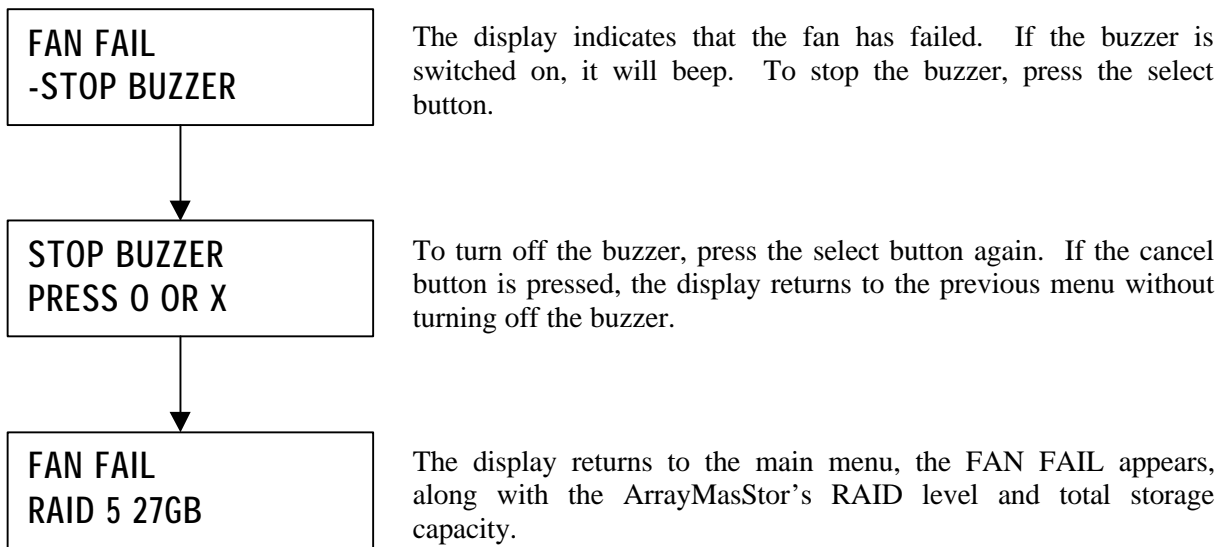 FAN FAIL
-STOP BUZZER
The display indicates that the fan has failed. If the buzzer is
switched on, it will beep. To stop the buzzer, press the select
button.
STOP BUZZER
PRESS O OR X
To turn off the buzzer, press the select button again. If the cancel
button is pressed, the display returns to the previous menu without
turning off the buzzer.
FAN FAIL
RAID 5 27GB
The display returns to the main menu, the FAN FAIL appears,
along with the ArrayMasStor’s RAID level and total storage
capacity.